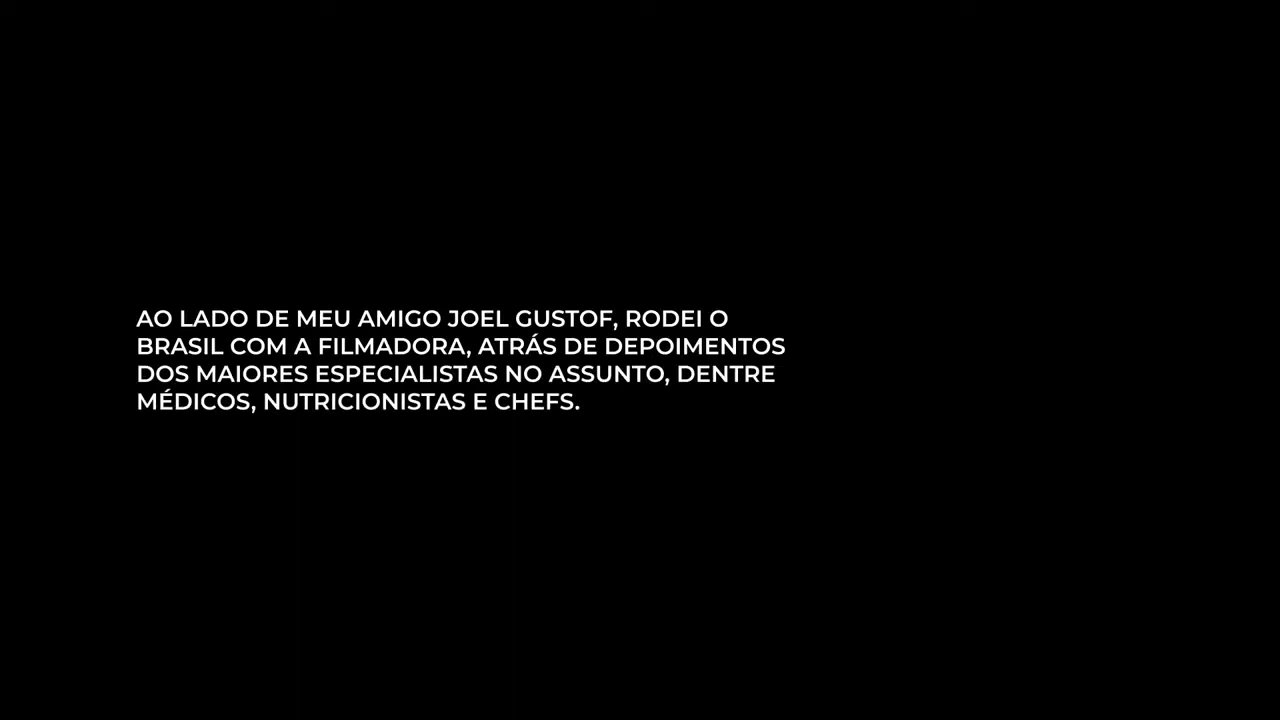 AO LADO DE MEU AMIGO JOEL GUSTOF, RODEI O
BRASIL COM A FILMADORA, ATRÁS DE DEPOIMENTOS
DOS MAIORES ESPECIALISTAS NO ASSUNTO, DENTRE
MÉDICOS, NUTRICIONISTAS E CHEFS.